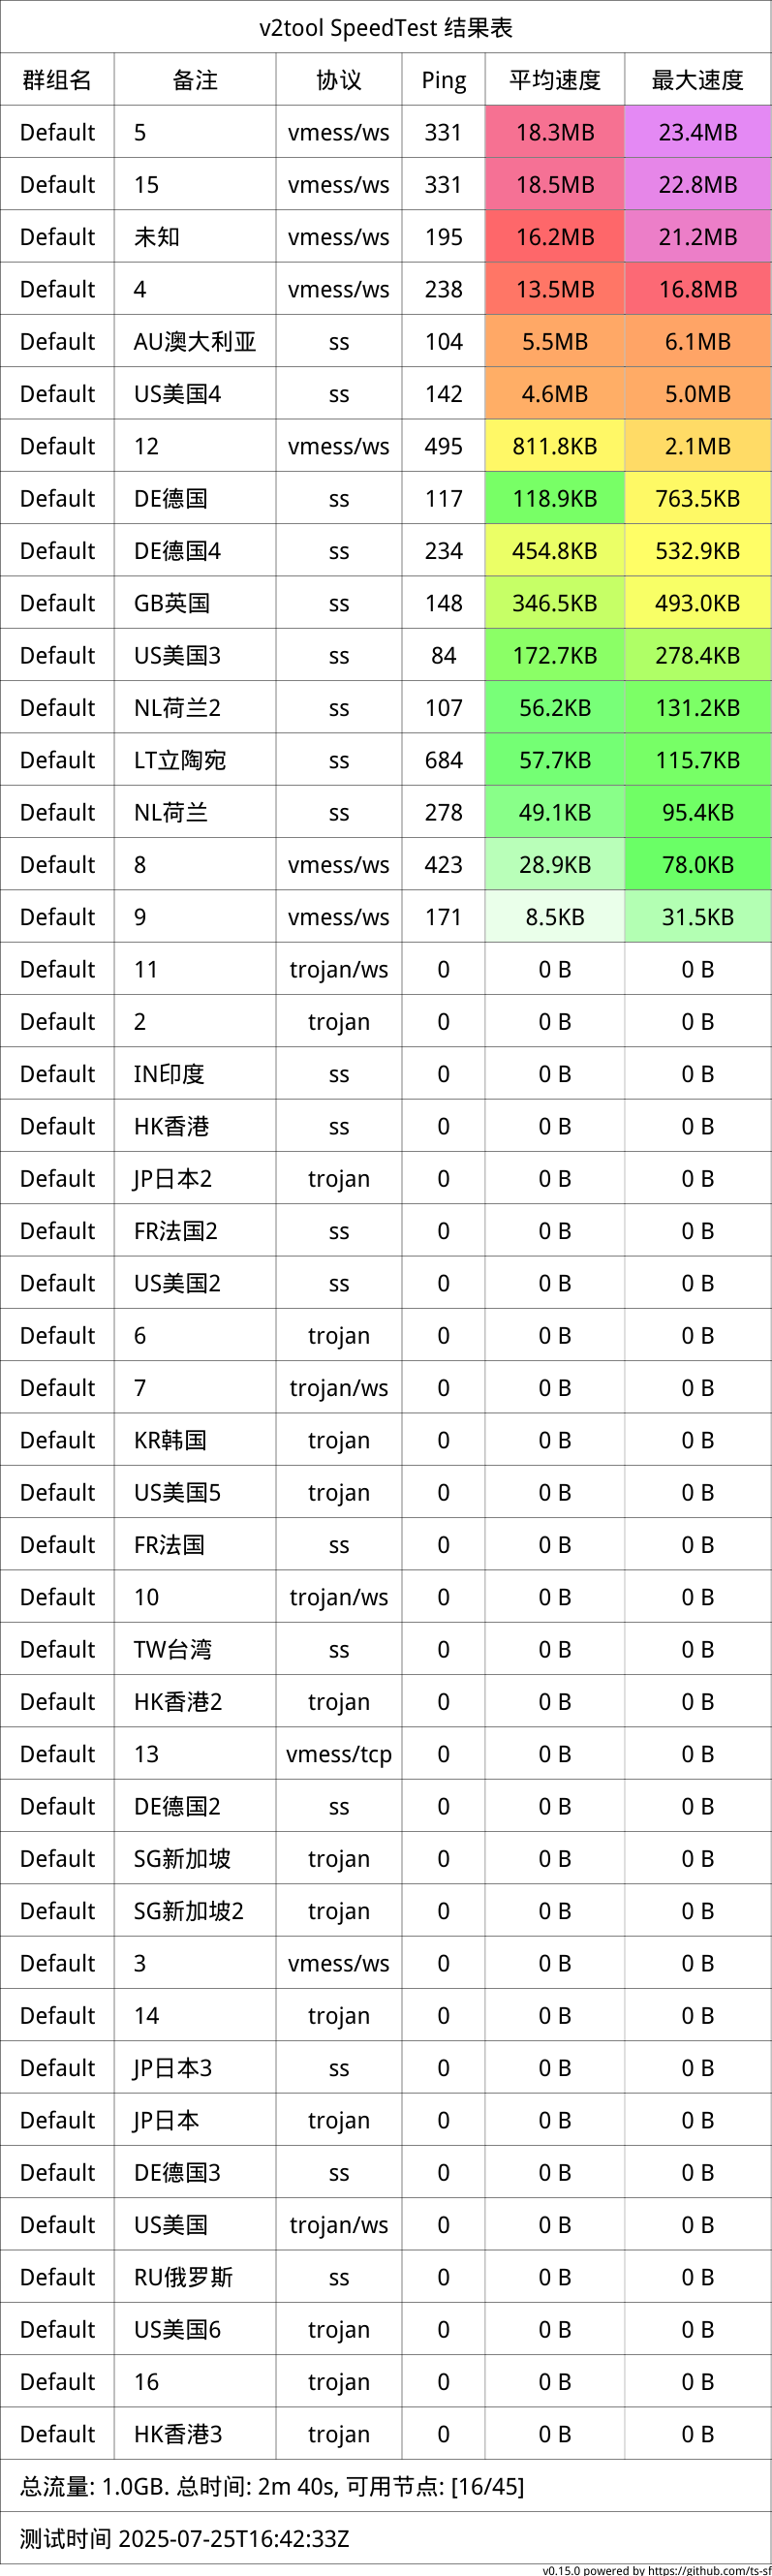 v2tool SpeedTest 结果表
群组名 备注 协议 Ping 平均速度 最大速度
Default 5 vmess/ws 331 18.3MB 23.4MB
Default 15 vmess/ws 331 18.5MB 22.8MB
Default 未知 vmess/ws 195 16.2MB 21.2MB
Default 4 vmess/ws 238 13.5MB 16.8MB
Default AU澳大利亚 ss 104 5.5MB 6.1MB
Default US美国4 ss 142 4.6MB 5.0MB
Default 12 vmess/ws 495 811.8KB 2.1MB
Default DE德国 ss 117 118.9KB 763.5KB
Default DE德国4 ss 234 454.8KB 532.9KB
Default GB英国 ss 148 346.5KB 493.0KB
Default US美国3 ss 84 172.7KB 278.4KB
Default NL荷兰2 ss 107 56.2KB 131.2KB
Default LT立陶宛 ss 684 57.7KB 115.7KB
Default NL荷兰 ss 278 49.1KB 95.4KB
Default 8 vmess/ws 423 28.9KB 78.0KB
Default 9 vmess/ws 171 8.5KB 31.5KB
Default 11 trojan/ws 0 0 B 0 B
Default 2 trojan 0 0 B 0 B
Default IN印度 ss 0 0 B 0 B
Default HK香港 ss 0 0 B 0 B
Default JP日本2 trojan 0 0 B 0 B
Default FR法国2 ss 0 0 B 0 B
Default US美国2 ss 0 0 B 0 B
Default 6 trojan 0 0 B 0 B
Default 7 trojan/ws 0 0 B 0 B
Default KR韩国 trojan 0 0 B 0 B
Default US美国5 trojan 0 0 B 0 B
Default FR法国 ss 0 0 B 0 B
Default 10 trojan/ws 0 0 B 0 B
Default TW台湾 ss 0 0 B 0 B
Default HK香港2 trojan 0 0 B 0 B
Default 13 vmess/tcp 0 0 B 0 B
Default DE德国2 ss 0 0 B 0 B
Default SG新加坡 trojan 0 0 B 0 B
Default SG新加坡2 trojan 0 0 B 0 B
Default 3 vmess/ws 0 0 B 0 B
Default 14 trojan 0 0 B 0 B
Default JP日本3 ss 0 0 B 0 B
Default JP日本 trojan 0 0 B 0 B
Default DE德国3 ss 0 0 B 0 B
Default US美国 trojan/ws 0 0 B 0 B
Default RU俄罗斯 ss 0 0 B 0 B
Default US美国6 trojan 0 0 B 0 B
Default 16 trojan 0 0 B 0 B
Default HK香港3 trojan 0 0 B 0 B
总流量: 1.0GB. 总时间: 2m 40s, 可用节点: [16/45]
测试时间 2025-07-25T16:42:33Z
v0.15.0 powered by https://github.com/ts-sf